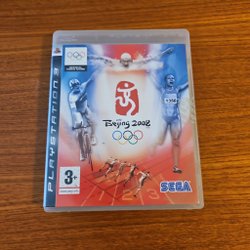 PLAYSTATION 3
Beijing 2008
3+
SEGA